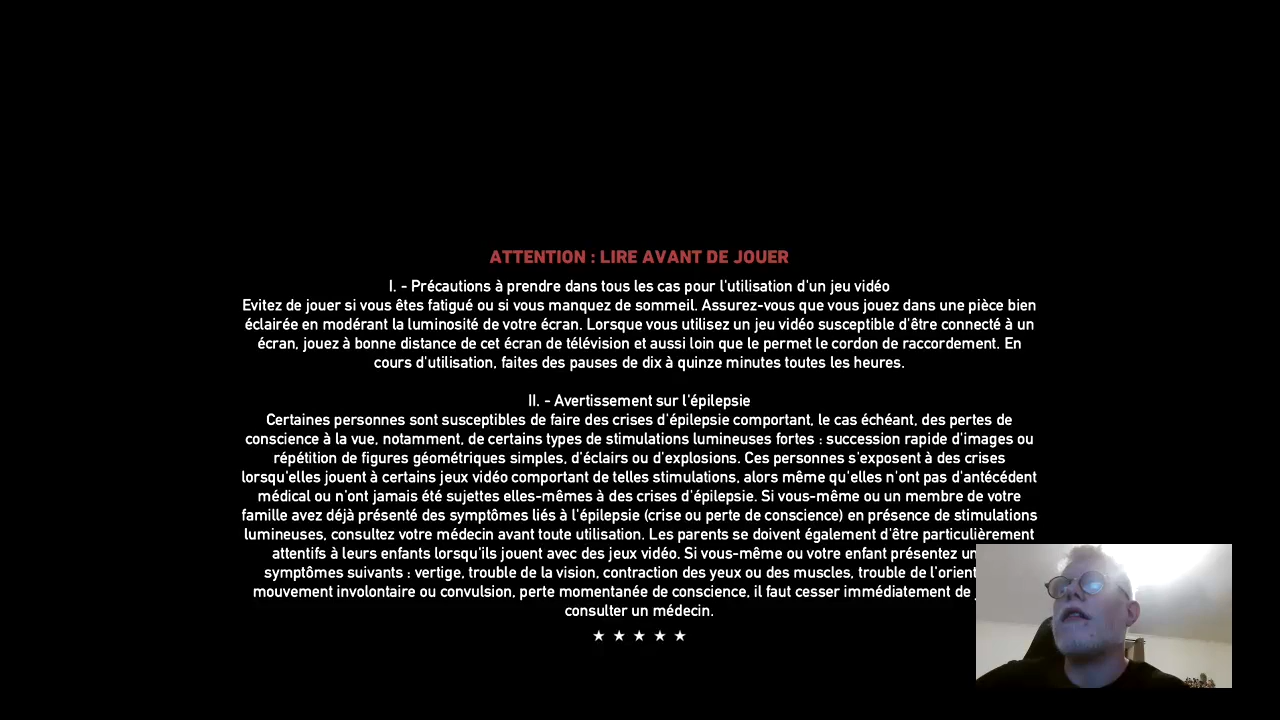 ATTENTION : LIRE AVANT DE JOUER
I. - Précautions à prendre dans tous les cas pour l'utilisation d'un jeu vidéo
Evitez de jouer si vous êtes fatigué ou si vous manquez de sommeil. Assurez-vous que vous jouez dans une pièce bien
éclairée en modérant la luminosité de votre écran. Lorsque vous utilisez un jeu vidéo susceptible d'être connecté à un
écran, jouez à bonne distance de cet écran de télévision et aussi loin que le permet le cordon de raccordement. En
cours d'utilisation, faites des pauses de dix à quinze minutes toutes les heures.
II. - Avertissement sur l'épilepsie
Certaines personnes sont susceptibles de faire des crises d'épilepsie comportant, le cas échéant, des pertes de
conscience à la vue, notamment, de certains types de stimulations lumineuses fortes : succession rapide d'images ou
répétition de figures géométriques simples, d'éclairs ou d'explosions. Ces personnes s'exposent à des crises
lorsqu'elles jouent à certains jeux vidéo comportant de telles stimulations, alors même qu'elles n'ont pas d'antécédent
médical ou n'ont jamais été sujettes elles-mêmes à des crises d'épilepsie. Si vous-même ou un membre de votre
famille avez déjà présenté des symptômes liés à l'épilepsie (crise ou perte de conscience) en présence de stimulations
lumineuses, consultez votre médecin avant toute utilisation. Les parents se doivent également d'être particulièrement
attentifs à leurs enfants lorsqu'ils jouent avec des jeux vidéo. Si vous-même ou votre enfant présentez
symptômes suivants : vertige, trouble de la vision, contraction des yeux ou des muscles, trouble de
mouvement involontaire ou convulsion, perte momentanée de conscience, il faut cesser immédiatement de
consulter un médecin.
★ ★ ★ ★ ★